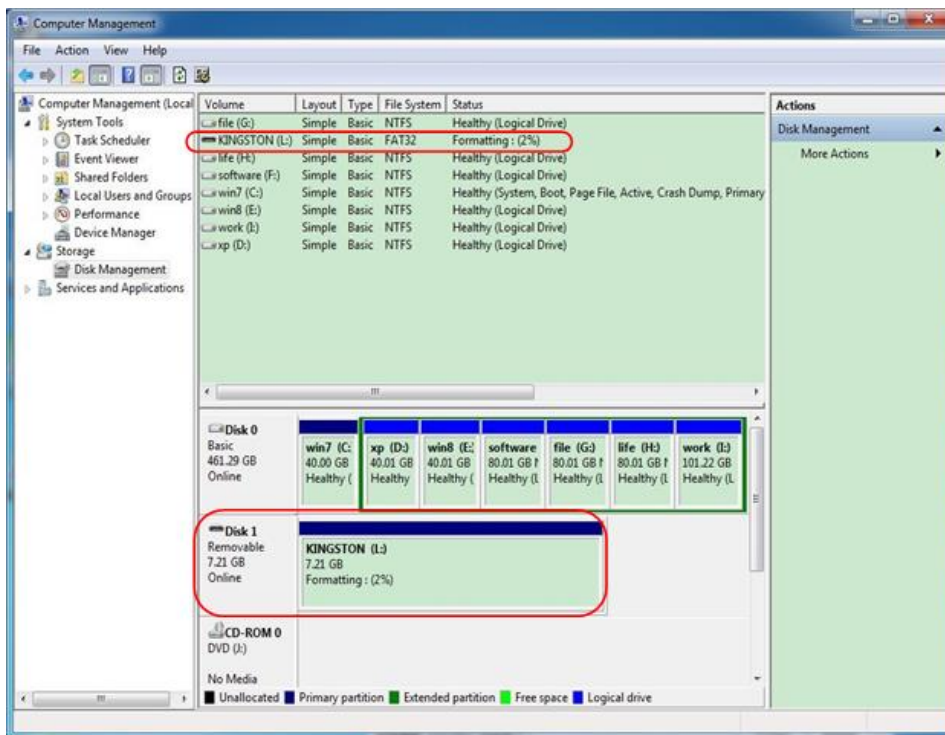 Computer Management
File Action View Help
Computer Management (Local
System Tools
Task Scheduler
Event Viewer
Shared Folders
Local Users and Groups
Performance
Device Manager
Storage
Disk Management
Services and Applications
Volume Layout Type File System Status
file (G:) Simple Basic NTFS Healthy (Logical Drive)
KINGSTON (L:) Simple Basic FAT32 Formatting : (2%)
life (H:) Simple Basic NTFS Healthy (Logical Drive)
software (F:) Simple Basic NTFS Healthy (Logical Drive)
win7 (C:) Simple Basic NTFS Healthy (System, Boot, Page File, Active, Crash Dump, Primary
win8 (E:) Simple Basic NTFS Healthy (Logical Drive)
work (I:) Simple Basic NTFS Healthy (Logical Drive)
xp (D:) Simple Basic NTFS Healthy (Logical Drive)
Actions
Disk Management
More Actions
Disk 0
Basic
461.29 GB
Online
win7 (C: xp (D:) win8 (E: software file (G:) life (H:) work (I:)
40.00 GB 40.01 GB 40.01 GB 80.01 GB 80.01 GB 80.01 GB 101.22 GB
Healthy ( Healthy Healthy ( Healthy (L Healthy (L Healthy (L Healthy (L
Disk 1
Removable
7.21 GB
Online
KINGSTON (L:)
7.21 GB
Formatting : (2%)
CD-ROM 0
DVD (J:)
No Media
Unallocated Primary partition Extended partition Free space Logical drive